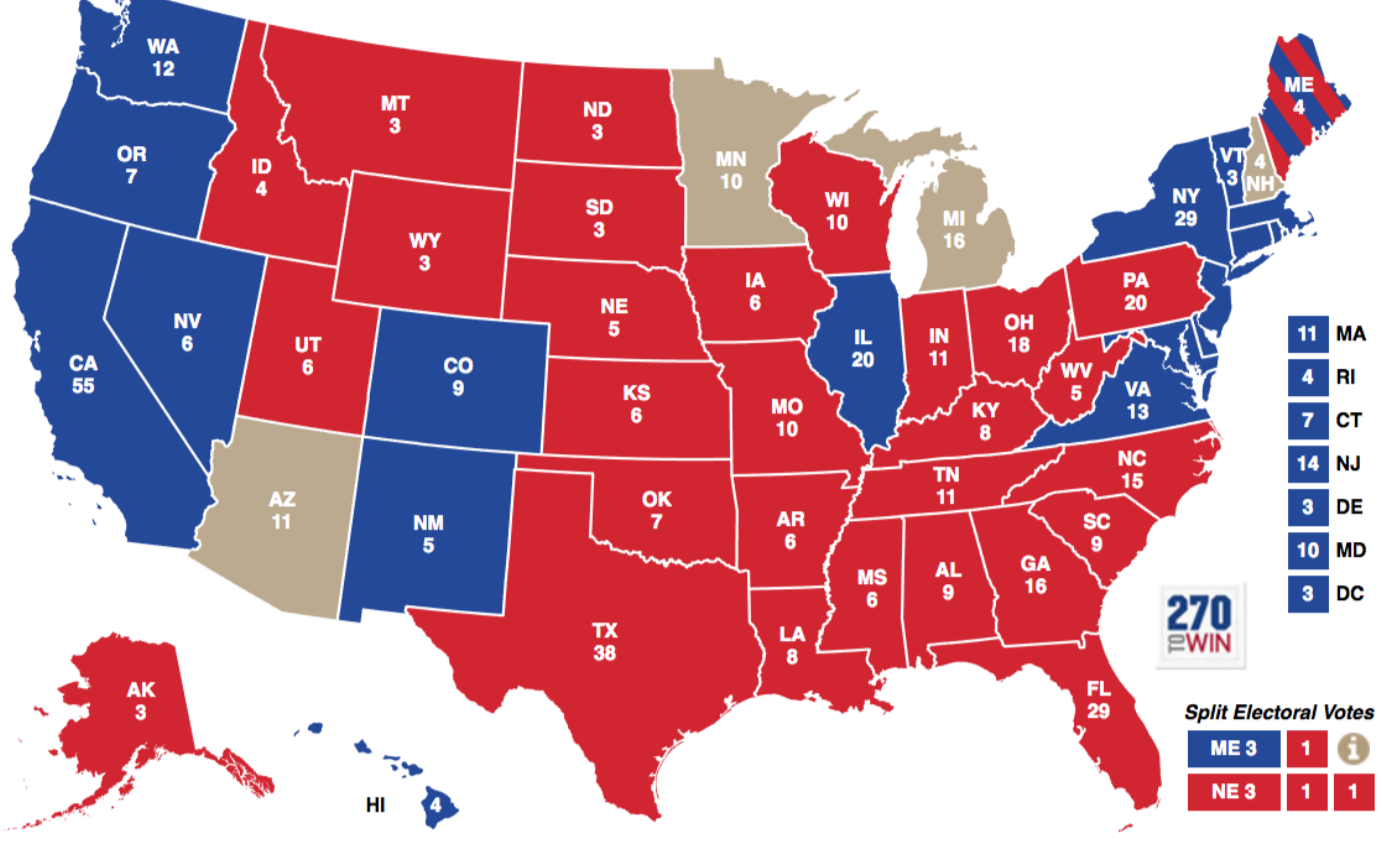 WA
12
OR
7
CA
55
NV
6
ID
4
MT
3
WY
3
UT
6
AZ
11
CO
9
NM
5
ND
3
SD
3
NE
5
KS
6
OK
7
TX
38
MN
10
IA
6
MO
10
AR
6
LA
8
WI
10
IL
20
MI
16
IN
11
OH
18
KY
8
TN
11
MS
6
AL
9
GA
16
FL
29
SC
9
NC
15
VA
13
WV
5
PA
20
NY
29
VT
3
4
NH
ME
4
AK
3
HI
4
11 MA
4 RI
7 CT
14 NJ
3 DE
10 MD
3 DC
270
TO WIN
Split Electoral Votes
ME 3 1 i
NE 3 1 1